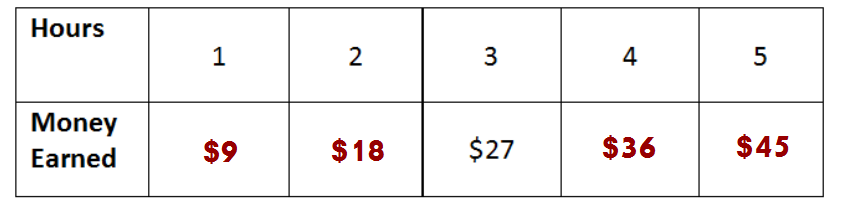 Hours
1 2 3 4 5
Money
Earned
$9 $18 $27 $36 $45